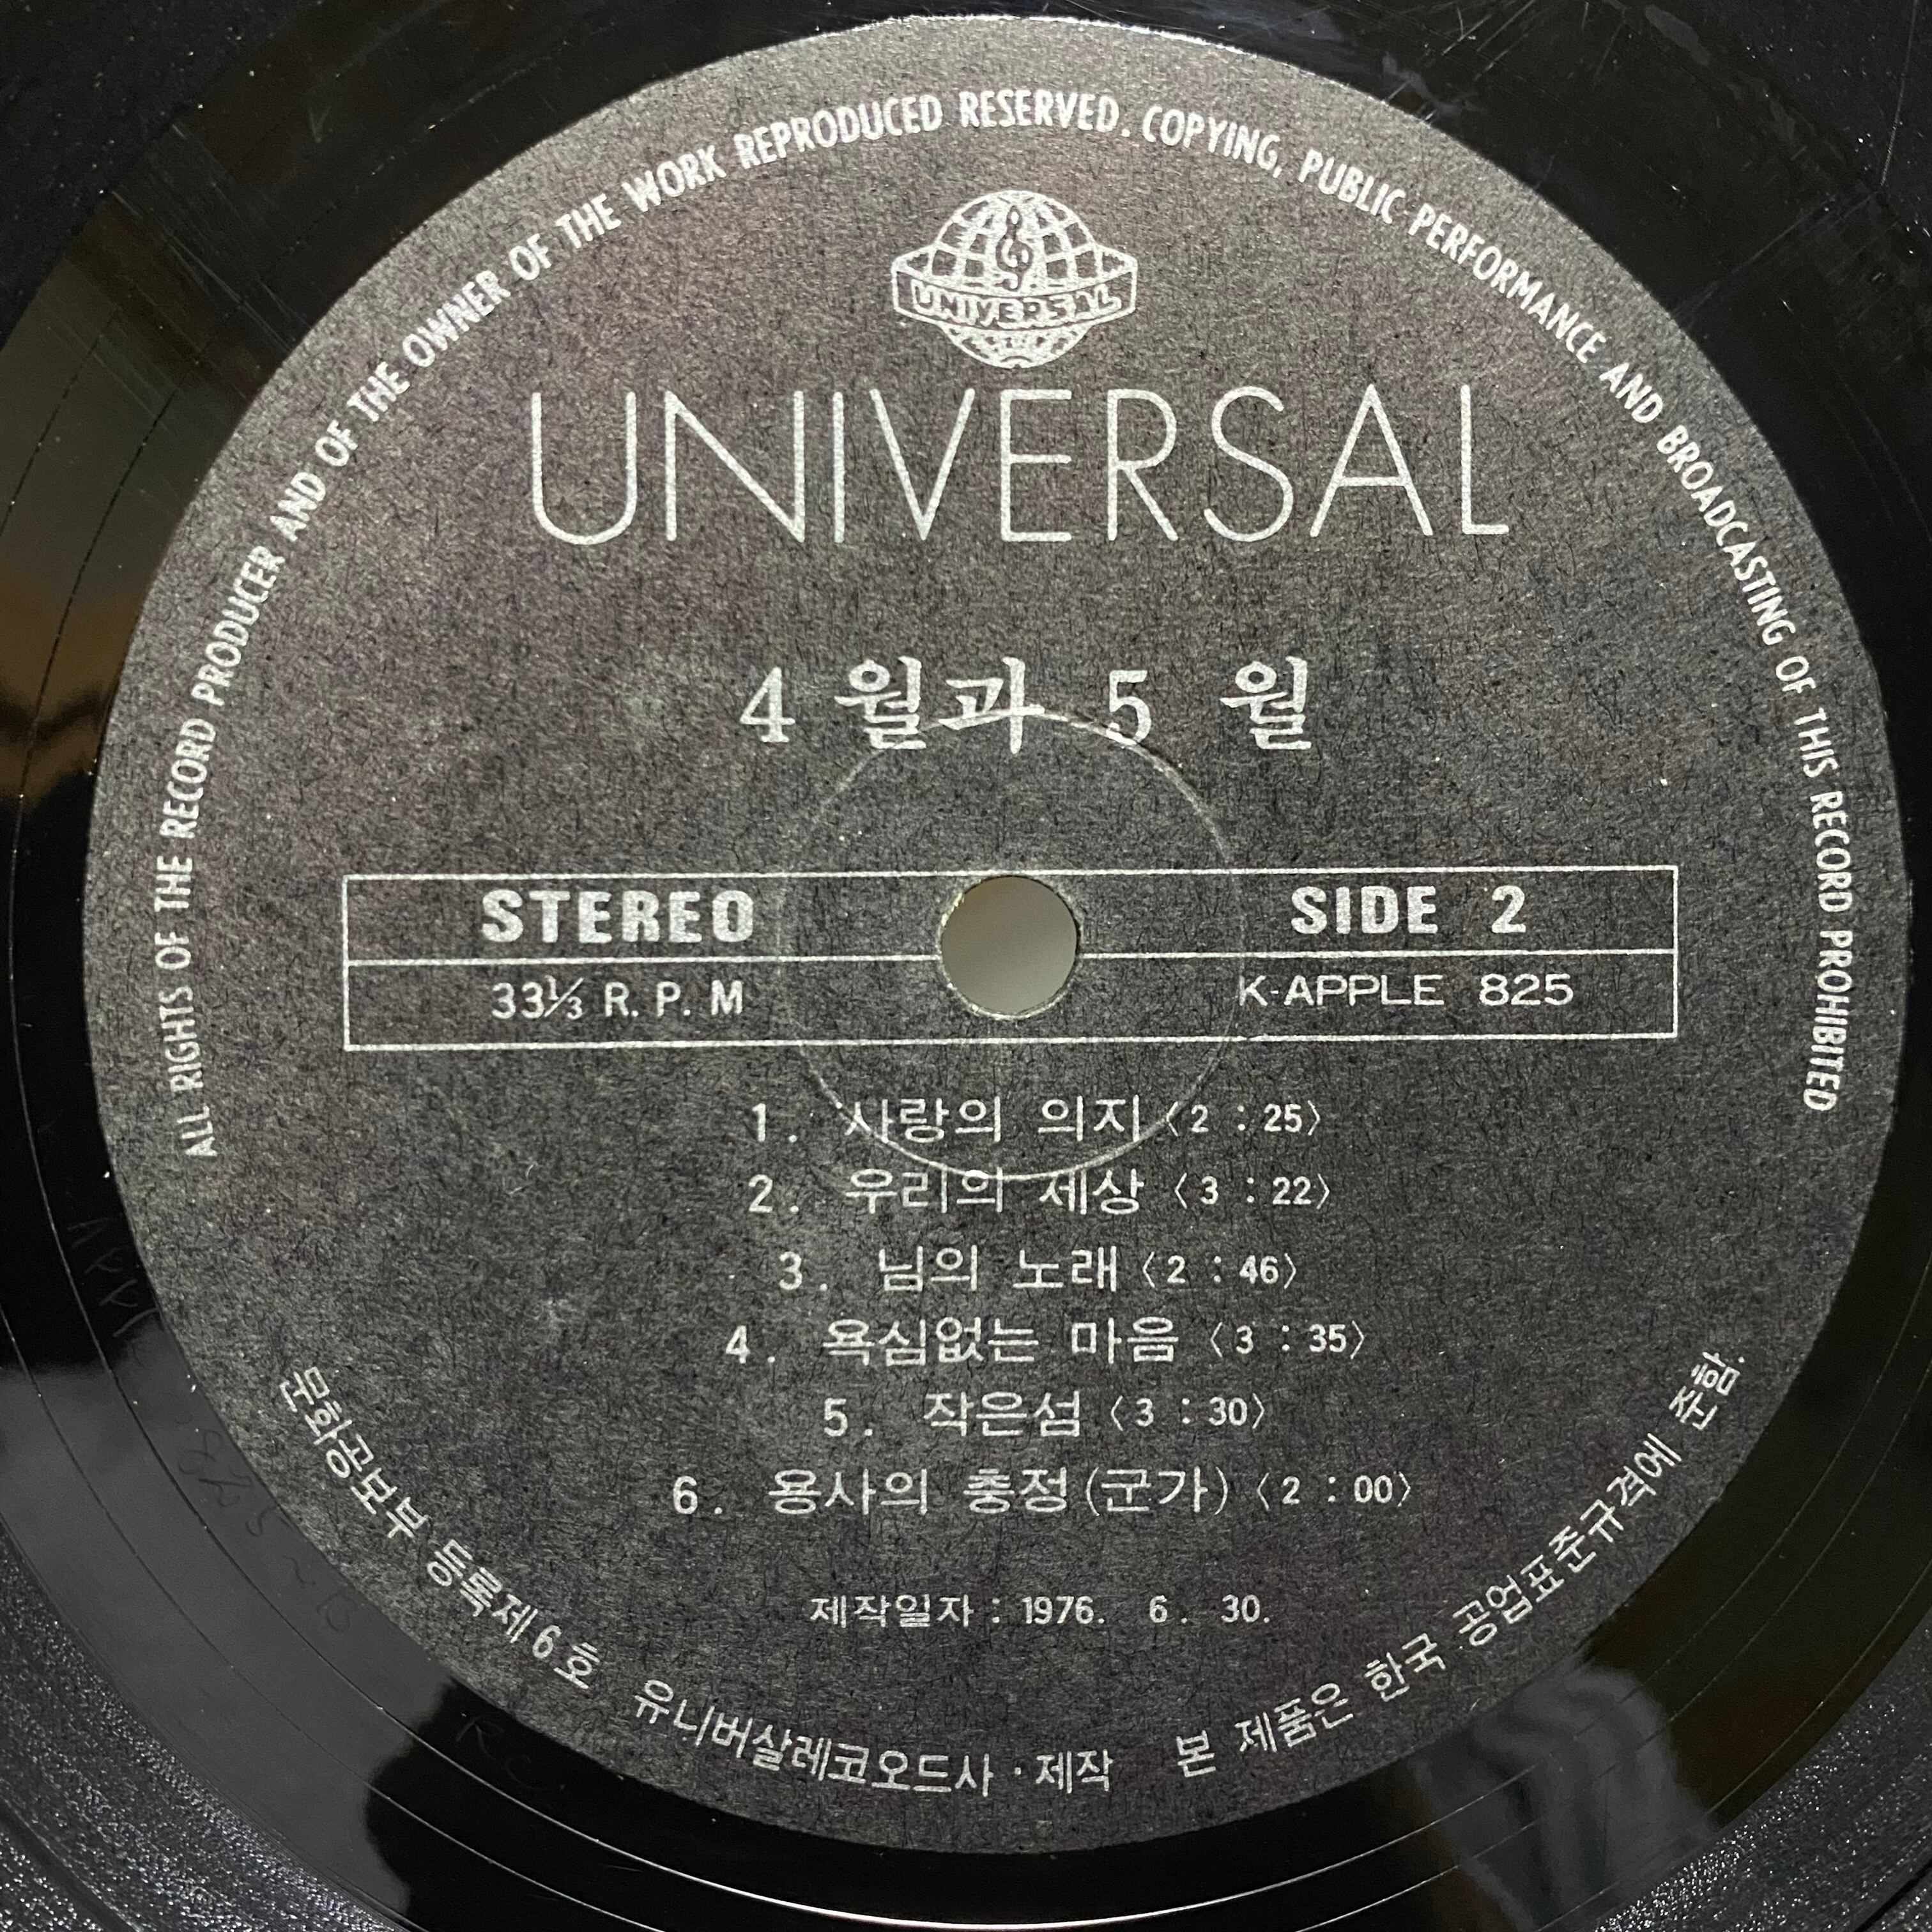 ALL RIGHTS OF THE RECORD PRODUCER AND OF THE OWNER OF THE WORK REPRODUCED RESERVED. COPYING, PUBLIC PERFORMANCE AND BROADCASTING OF THIS RECORD PROHIBITED
UNIVERSAL
UNIVERSAL
4월과 5월
STEREO SIDE 2
33⅓ R. P. M K-APPLE 825
1. 사랑의 의지 〈2 : 25〉
2. 우리의 세상 〈3 : 22〉
3. 님의 노래 〈2 : 46〉
4. 욕심없는 마음 〈3 : 35〉
5. 작은섬 〈3 : 30〉
6. 용사의 충정(군가) 〈2 : 00〉
제작일자 : 1976. 6. 30.
문화공보부 등록제6호 유니버살레코오드사·제작 본 제품은 한국 공업표준규격에 준함.